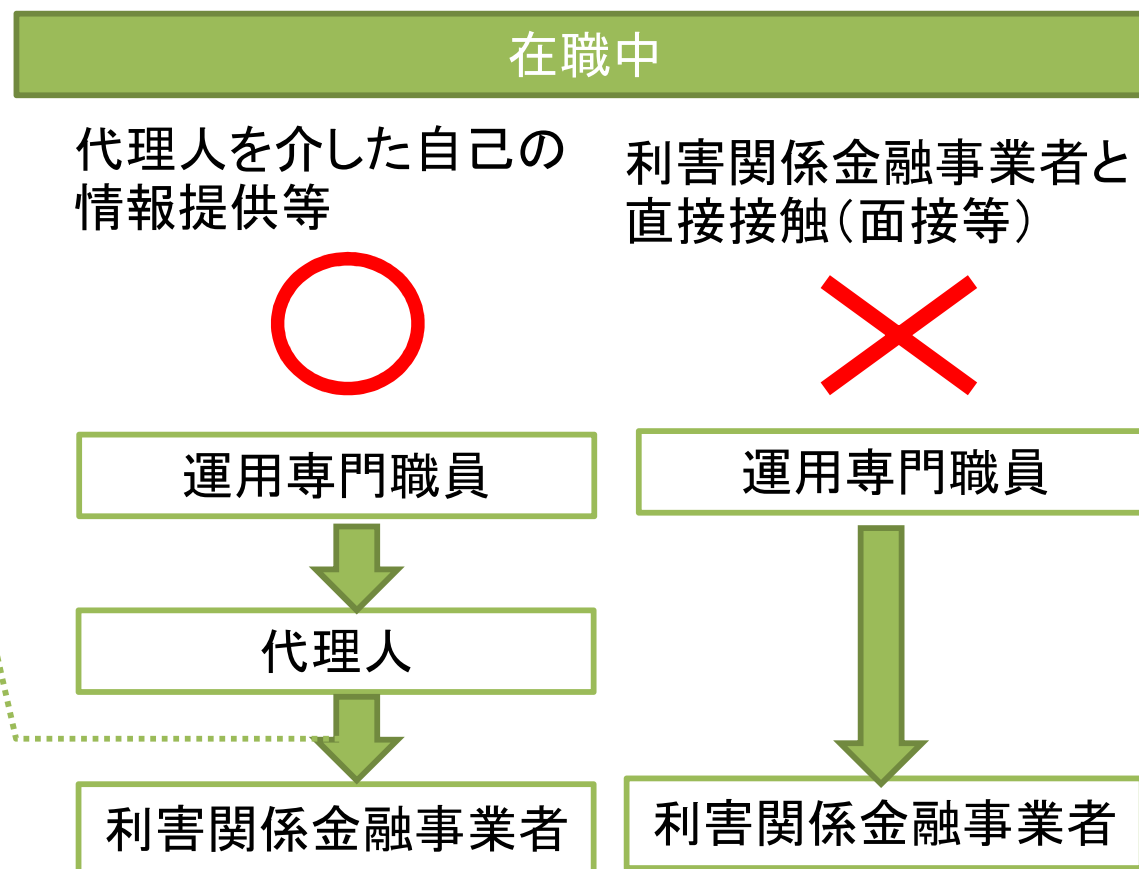 在職中
代理人を介した自己の
情報提供等
利害関係金融事業者と
直接接触（面接等）
運用専門職員
運用専門職員
代理人
利害関係金融事業者
利害関係金融事業者